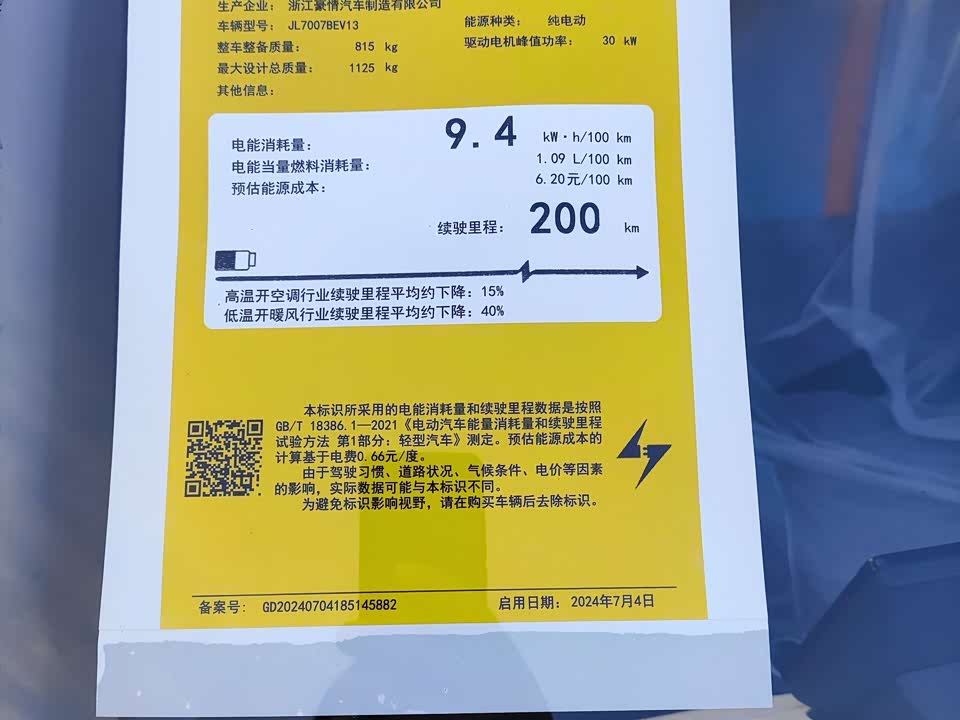 生产企业: 浙江豪情汽车制造有限公司
车辆型号: JL7007BEV13
能源种类: 纯电动
整车整备质量: 815 kg
驱动电机峰值功率: 30 kW
最大设计总质量: 1125 kg
其他信息:
电能消耗量: 9.4 kW·h/100 km
电能当量燃料消耗量: 1.09 L/100 km
预估能源成本: 6.20元/100 km
续驶里程: 200 km
高温开空调行业续驶里程平均约下降: 15%
低温开暖风行业续驶里程平均约下降: 40%
本标识所采用的电能消耗量和续驶里程数据是按照
GB/T 18386.1—2021《电动汽车能量消耗量和续驶里程
试验方法 第1部分: 轻型汽车》测定。预估能源成本的
计算基于电费0.66元/度。
由于驾驶习惯、道路状况、气候条件、电价等因素
的影响，实际数据可能与本标识不同。
为避免标识影响视野，请在购买车辆后去除标识。
备案号: GD20240704185145882
启用日期: 2024年7月4日